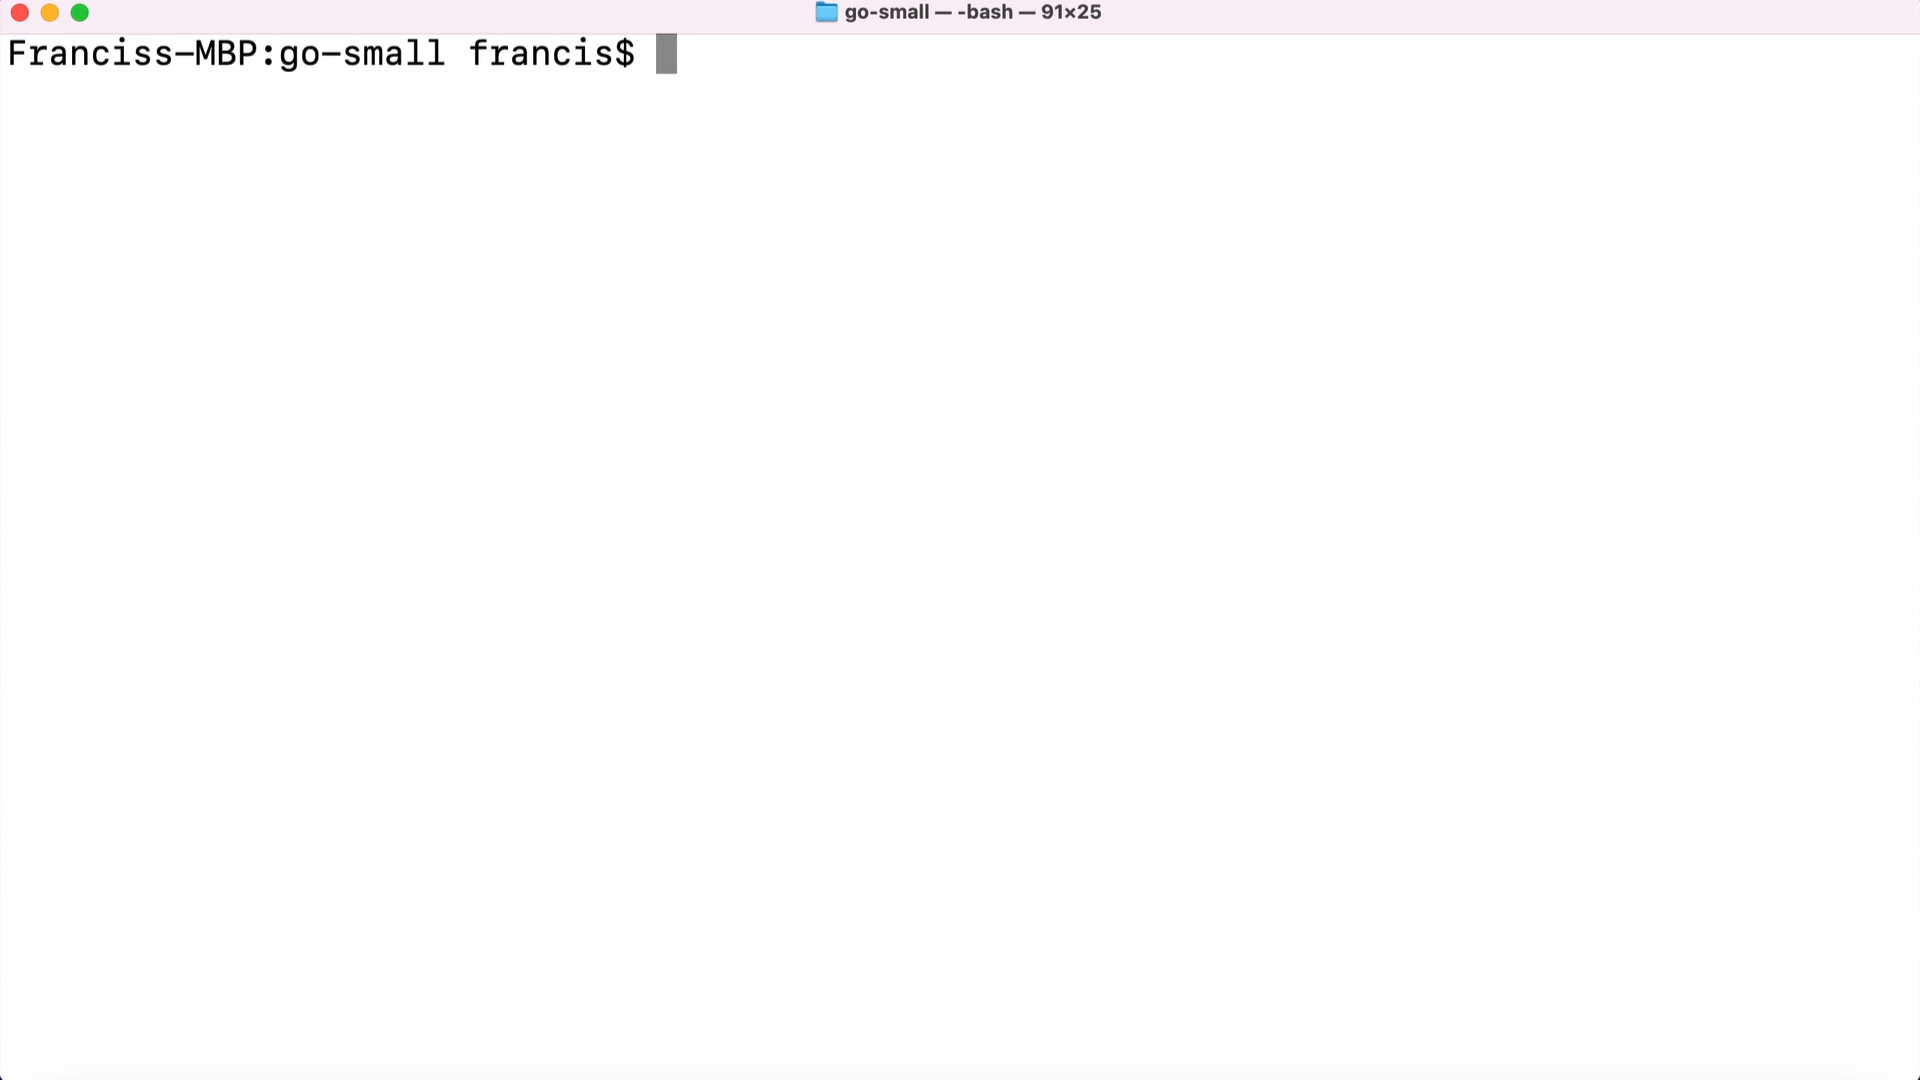 go-small — -bash — 91×25
Franciss-MBP:go-small francis$